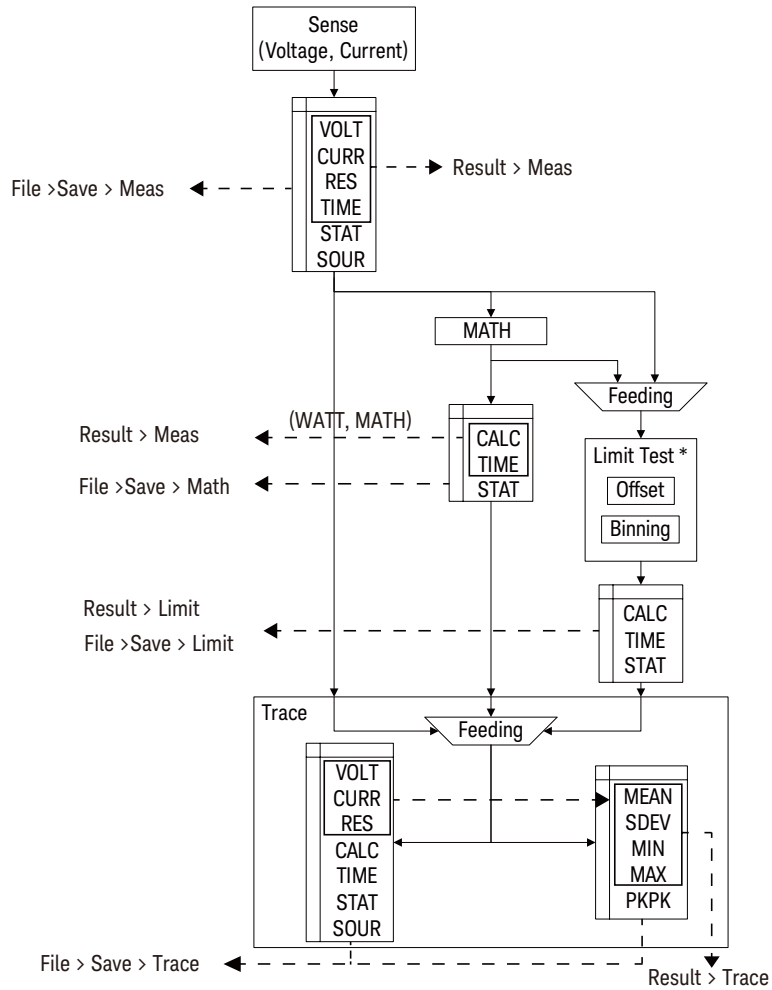 Sense
(Voltage, Current)
VOLT
CURR
RES
TIME
STAT
SOUR
File >Save > Meas
Result > Meas
MATH
Feeding
(WATT, MATH)
Result > Meas
File >Save > Math
CALC
TIME
STAT
Limit Test *
Offset
Binning
Result > Limit
File >Save > Limit
CALC
TIME
STAT
Trace
Feeding
VOLT
CURR
RES
CALC
TIME
STAT
SOUR
MEAN
SDEV
MIN
MAX
PKPK
File > Save > Trace
Result > Trace